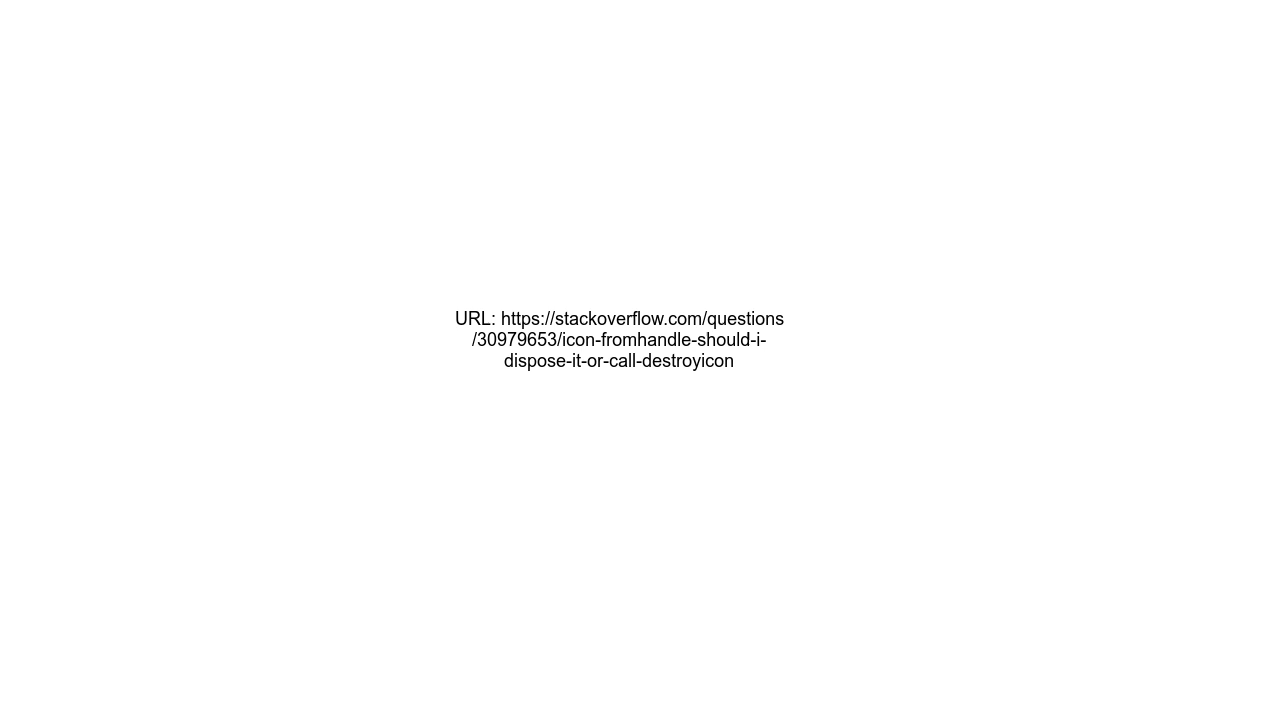 URL: https://stackoverflow.com/questions
/30979653/icon-fromhandle-should-i-
dispose-it-or-call-destroyicon